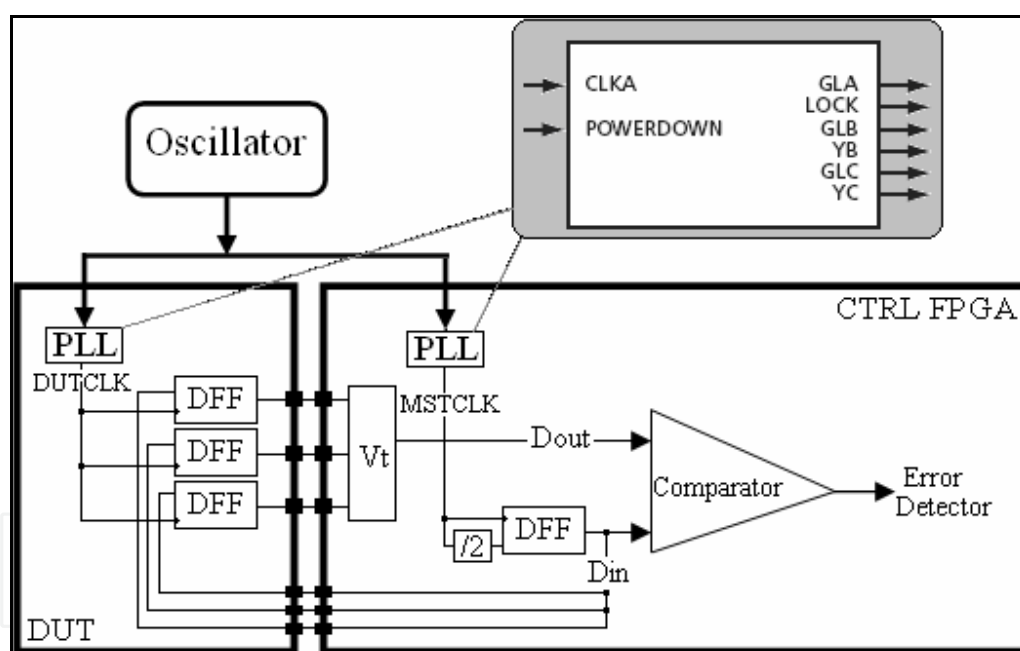 CLKA
POWERDOWN
GLA
LOCK
GLB
YB
GLC
YC
Oscillator
CTRL FPGA
PLL
DUTCLK
PLL
MSTCLK
DFF
DFF
DFF
Vt
Dout
Comparator
Error
Detector
DFF
/2
Din
DUT